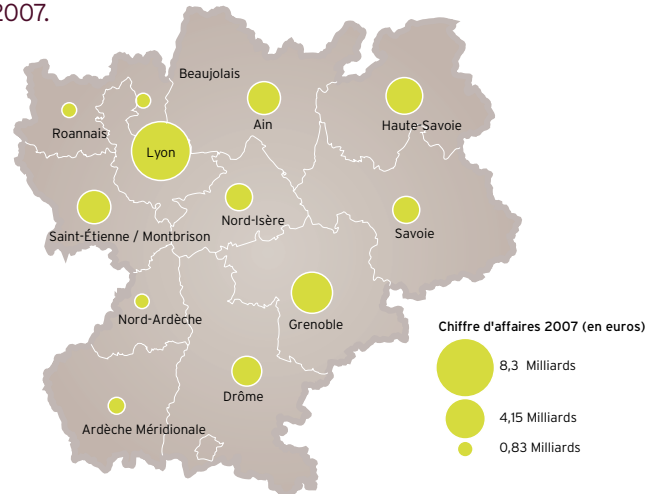 2007.
Beaujolais
Ain
Haute-Savoie
Roannais
Lyon
Nord-Isère
Savoie
Saint-Étienne / Montbrison
Nord-Ardèche
Grenoble
Drôme
Ardèche Méridionale
Chiffre d'affaires 2007 (en euros)
8,3 Milliards
4,15 Milliards
0,83 Milliards